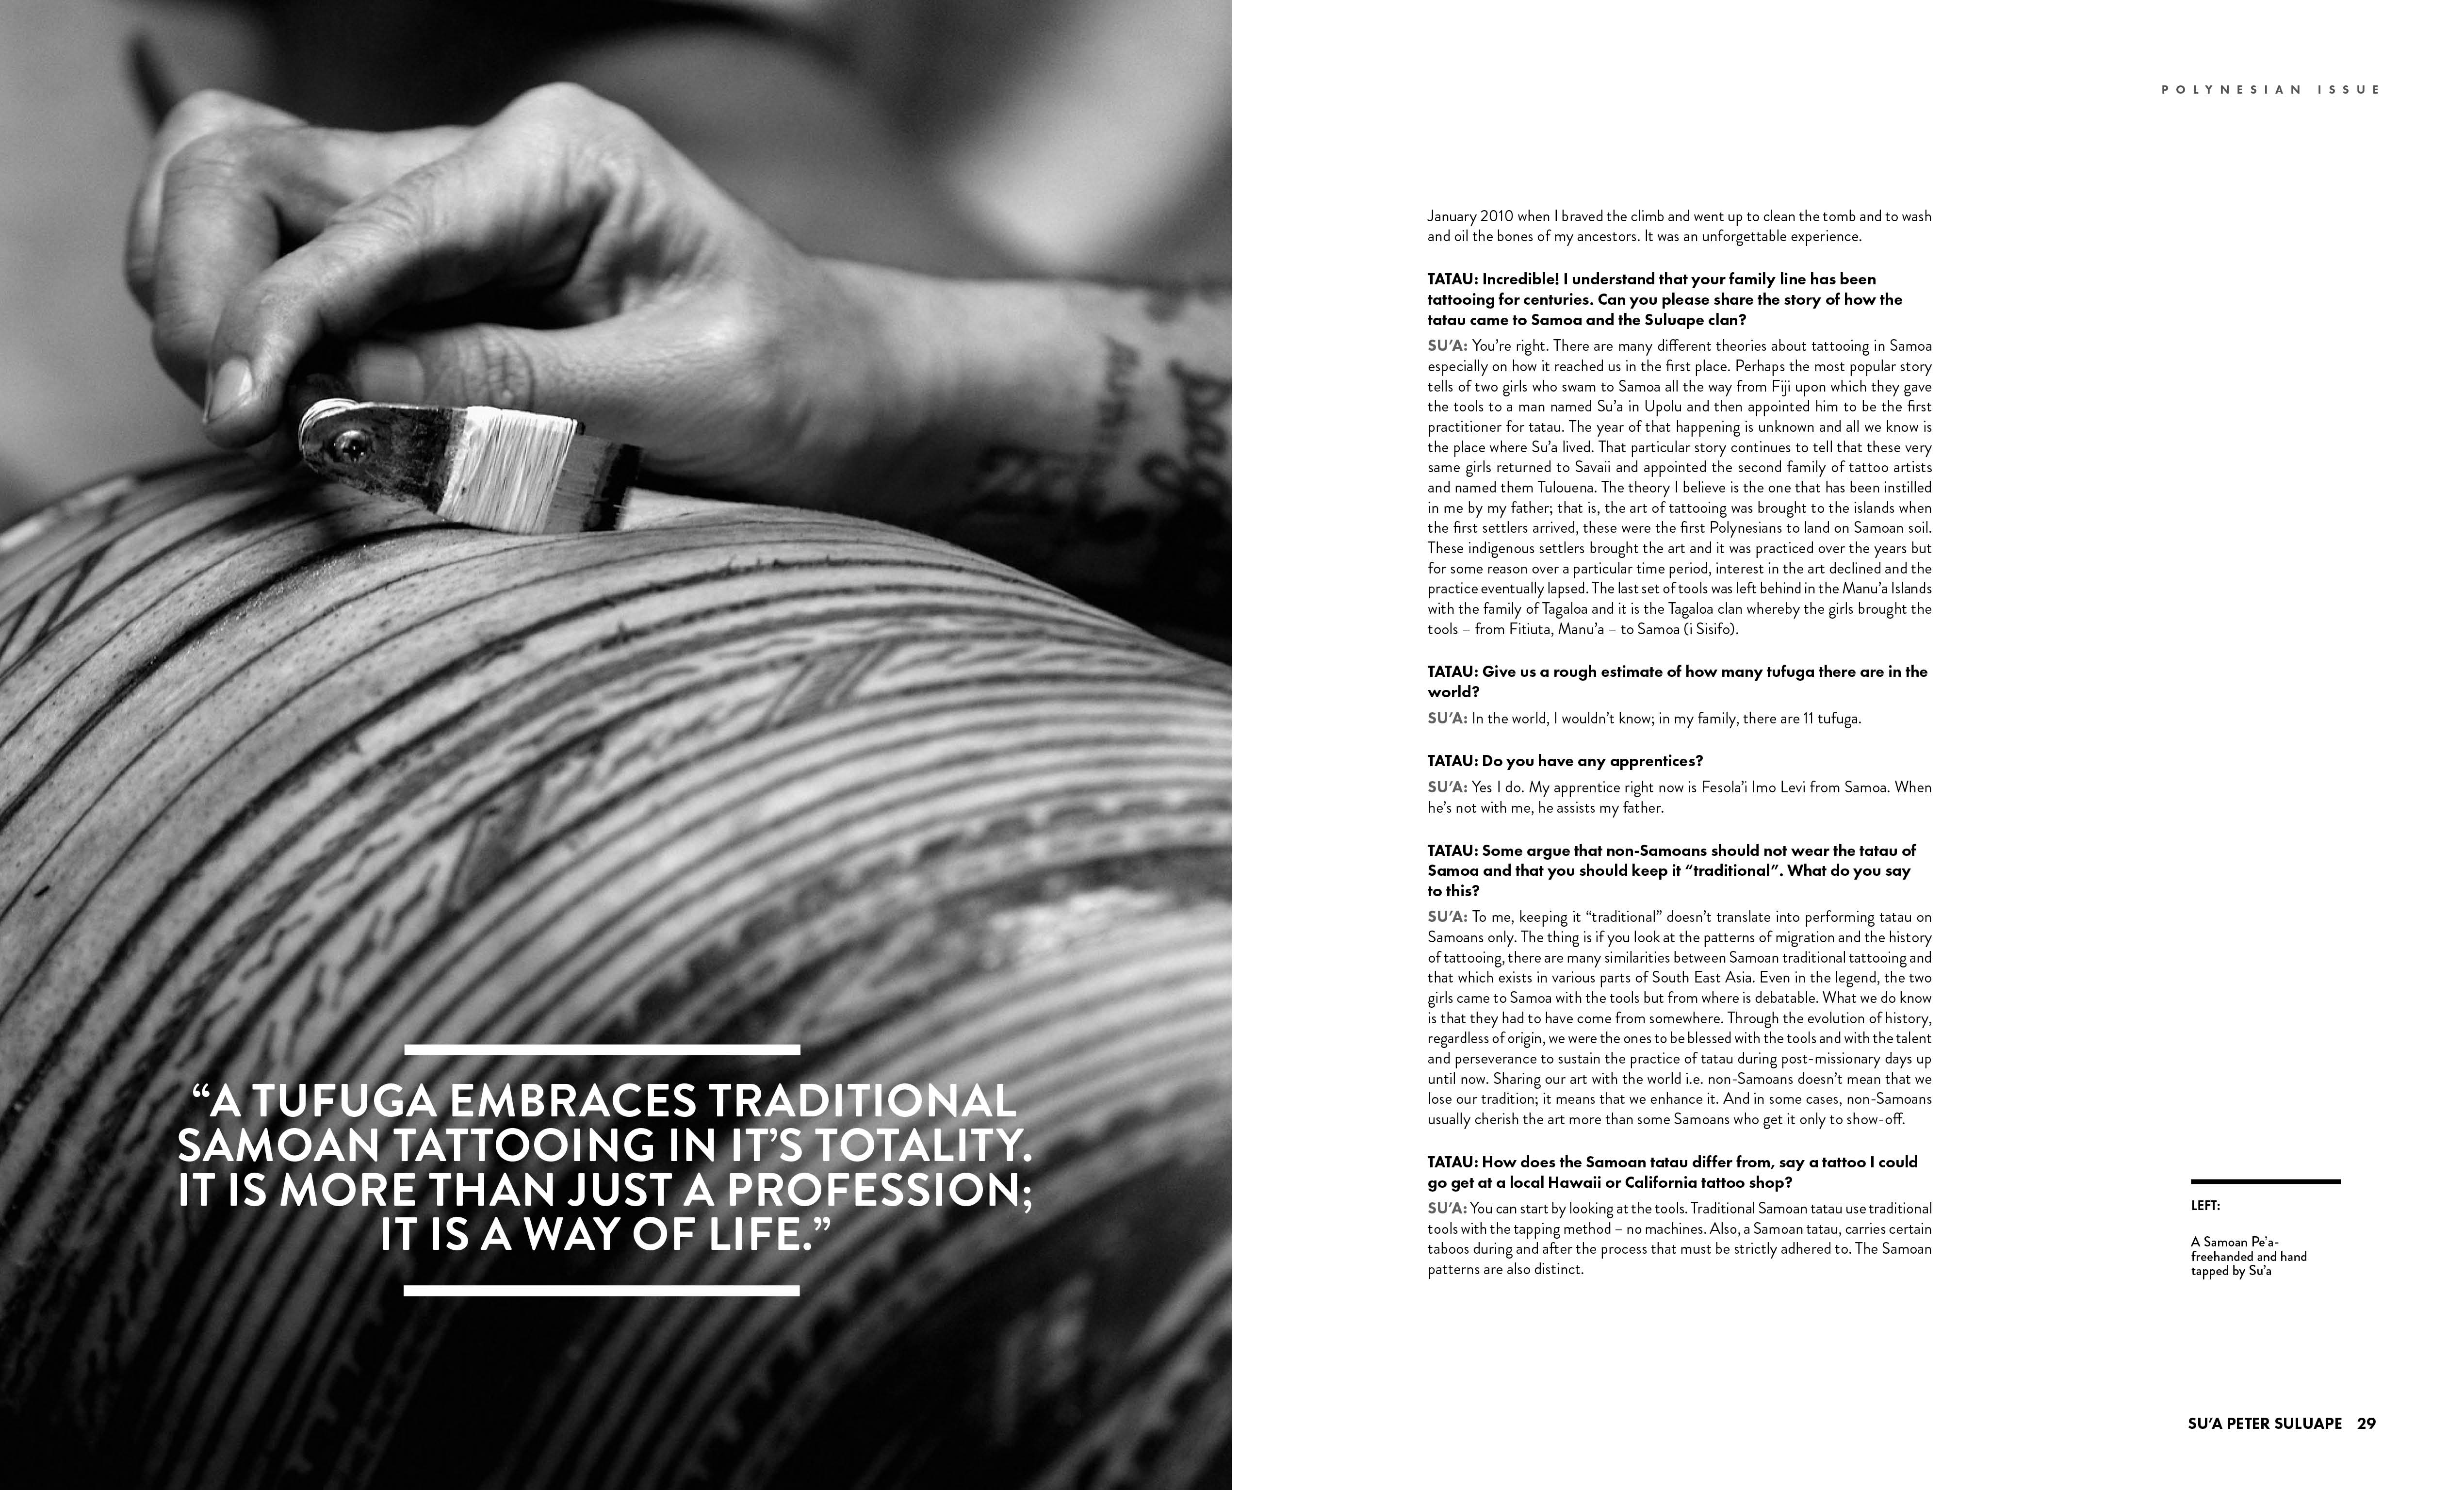 “A TUFUGA EMBRACES TRADITIONAL
SAMOAN TATTOOING IN IT’S TOTALITY.
IT IS MORE THAN JUST A PROFESSION;
IT IS A WAY OF LIFE.”
POLYNESIAN ISSUE
January 2010 when I braved the climb and went up to clean the tomb and to wash
and oil the bones of my ancestors. It was an unforgettable experience.
TATAU: Incredible! I understand that your family line has been
tattooing for centuries. Can you please share the story of how the
tatau came to Samoa and the Suluape clan?
SU’A: You’re right. There are many different theories about tattooing in Samoa
especially on how it reached us in the first place. Perhaps the most popular story
tells of two girls who swam to Samoa all the way from Fiji upon which they gave
the tools to a man named Su’a in Upolu and then appointed him to be the first
practitioner for tatau. The year of that happening is unknown and all we know is
the place where Su’a lived. That particular story continues to tell that these very
same girls returned to Savaii and appointed the second family of tattoo artists
and named them Tulouena. The theory I believe is the one that has been instilled
in me by my father; that is, the art of tattooing was brought to the islands when
the first settlers arrived, these were the first Polynesians to land on Samoan soil.
These indigenous settlers brought the art and it was practiced over the years but
for some reason over a particular time period, interest in the art declined and the
practice eventually lapsed. The last set of tools was left behind in the Manu’a Islands
with the family of Tagaloa and it is the Tagaloa clan whereby the girls brought the
tools – from Fitiuta, Manu’a – to Samoa (i Sisifo).
TATAU: Give us a rough estimate of how many tufuga there are in the
world?
SU’A: In the world, I wouldn’t know; in my family, there are 11 tufuga.
TATAU: Do you have any apprentices?
SU’A: Yes I do. My apprentice right now is Fesola’i Imo Levi from Samoa. When
he’s not with me, he assists my father.
TATAU: Some argue that non-Samoans should not wear the tatau of
Samoa and that you should keep it “traditional”. What do you say
to this?
SU’A: To me, keeping it “traditional” doesn’t translate into performing tatau on
Samoans only. The thing is if you look at the patterns of migration and the history
of tattooing, there are many similarities between Samoan traditional tattooing and
that which exists in various parts of South East Asia. Even in the legend, the two
girls came to Samoa with the tools but from where is debatable. What we do know
is that they had to have come from somewhere. Through the evolution of history,
regardless of origin, we were the ones to be blessed with the tools and with the talent
and perseverance to sustain the practice of tatau during post-missionary days up
until now. Sharing our art with the world i.e. non-Samoans doesn’t mean that we
lose our tradition; it means that we enhance it. And in some cases, non-Samoans
usually cherish the art more than some Samoans who get it only to show-off.
TATAU: How does the Samoan tatau differ from, say a tattoo I could
go get at a local Hawaii or California tattoo shop?
SU’A: You can start by looking at the tools. Traditional Samoan tatau use traditional
tools with the tapping method – no machines. Also, a Samoan tatau, carries certain
taboos during and after the process that must be strictly adhered to. The Samoan
patterns are also distinct.
LEFT:
A Samoan Pe’a-
freehanded and hand
tapped by Su’a
SU’A PETER SULUAPE 29